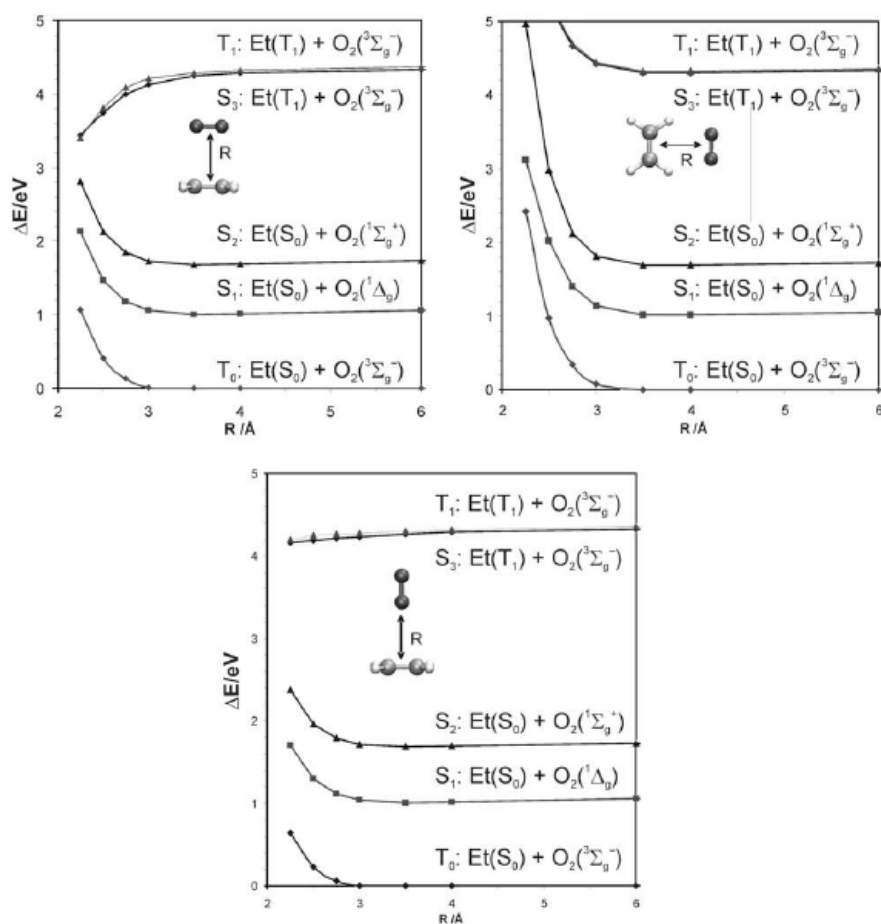 5
4
3
2
1
0
ΔE/eV
T₁: Et(T₁) + O₂(³Σg⁻)
S₃: Et(T₁) + O₂(³Σg⁻)
R
S₂: Et(S₀) + O₂(¹Σg⁺)
S₁: Et(S₀) + O₂(¹Δg)
T₀: Et(S₀) + O₂(³Σg⁻)
2 3 4 5 6
R /Å
5
4
3
2
1
0
ΔE/eV
T₁: Et(T₁) + O₂(³Σg⁻)
S₃: Et(T₁) + O₂(³Σg⁻)
R
S₂: Et(S₀) + O₂(¹Σg⁺)
S₁: Et(S₀) + O₂(¹Δg)
T₀: Et(S₀) + O₂(³Σg⁻)
2 3 4 5 6
R /Å
5
4
3
2
1
0
ΔE/eV
T₁: Et(T₁) + O₂(³Σg⁻)
S₃: Et(T₁) + O₂(³Σg⁻)
R
S₂: Et(S₀) + O₂(¹Σg⁺)
S₁: Et(S₀) + O₂(¹Δg)
T₀: Et(S₀) + O₂(³Σg⁻)
2 3 4 5 6
R /Å